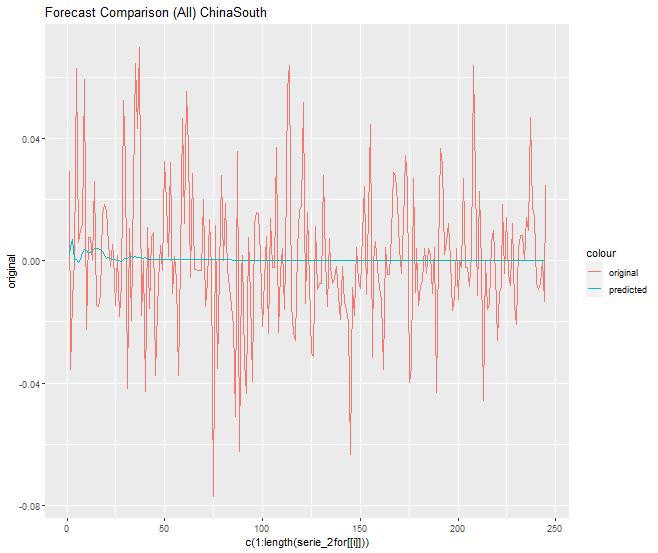 Forecast Comparison (All) ChinaSouth
original
0.04
0.00
-0.04
-0.08
0
50
100
150
200
250
c(1:length(serie_2for[[i]]))
colour
original
predicted